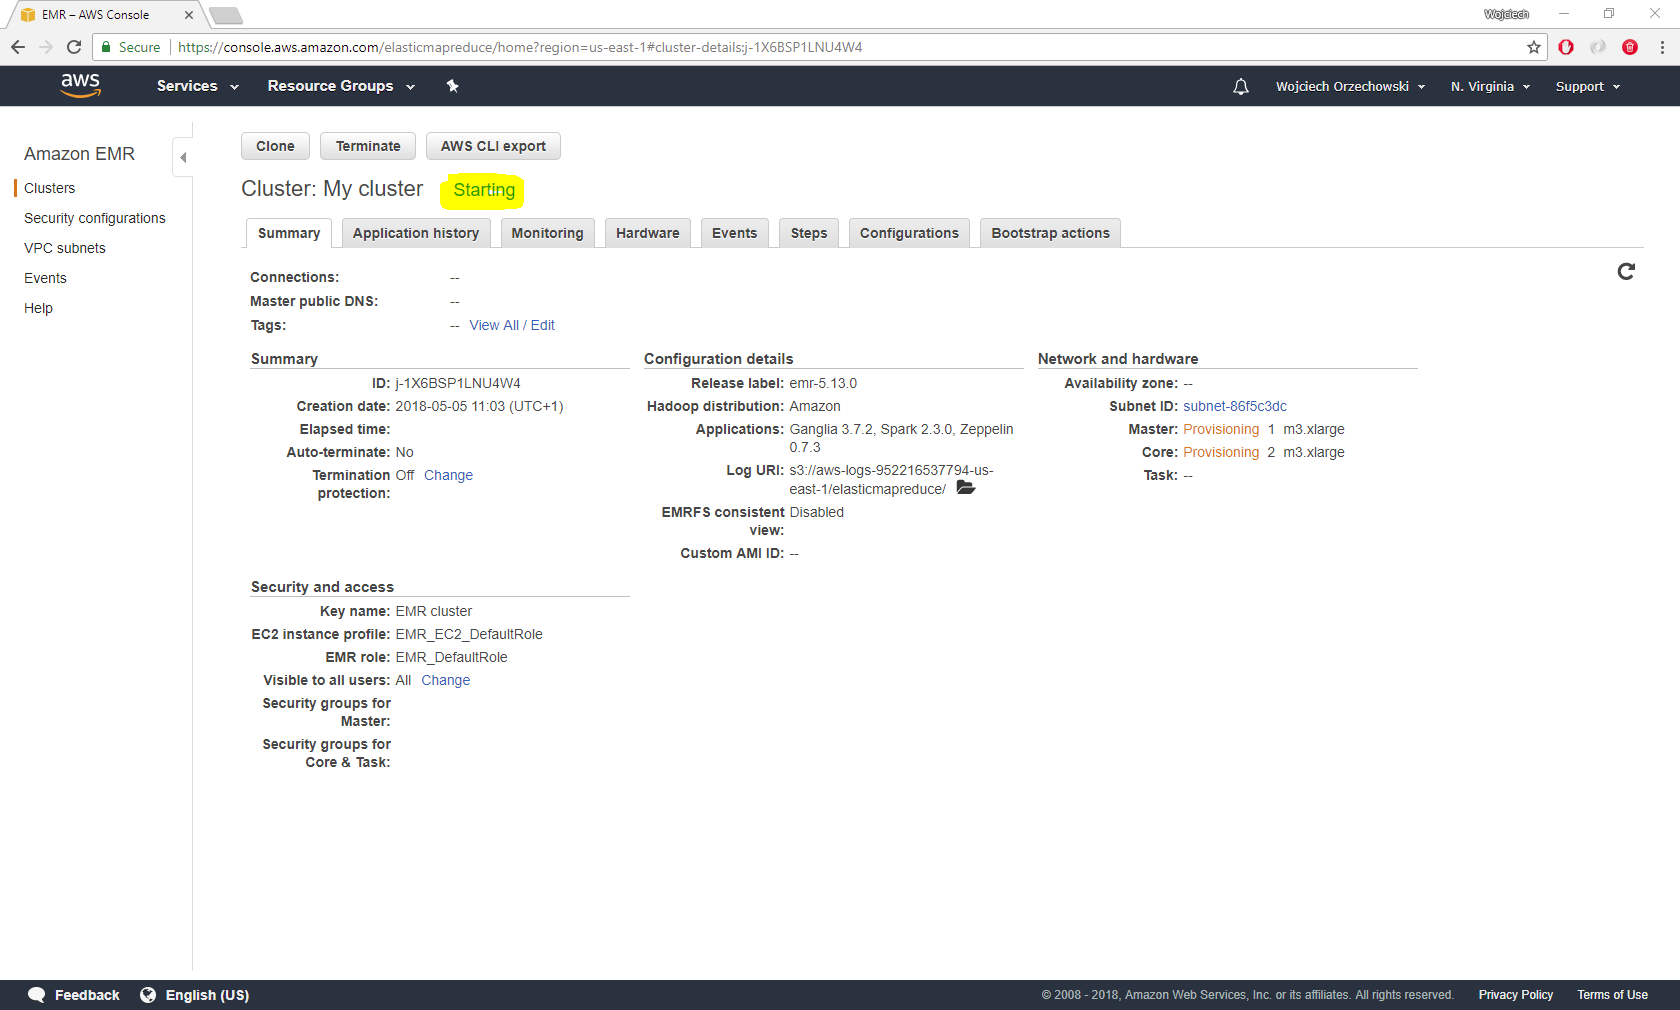 EMR – AWS Console
Wojciech
Secure https://console.aws.amazon.com/elasticmapreduce/home?region=us-east-1#cluster-details:j-1X6BSP1LNU4W4
aws Services Resource Groups Wojciech Orzechowski N. Virginia Support
Amazon EMR
Clusters
Security configurations
VPC subnets
Events
Help
Clone Terminate AWS CLI export
Cluster: My cluster Starting
Summary Application history Monitoring Hardware Events Steps Configurations Bootstrap actions
Connections: --
Master public DNS: --
Tags: -- View All / Edit
Summary
ID: j-1X6BSP1LNU4W4
Creation date: 2018-05-05 11:03 (UTC+1)
Elapsed time:
Auto-terminate: No
Termination Off Change
protection:
Configuration details
Release label: emr-5.13.0
Hadoop distribution: Amazon
Applications: Ganglia 3.7.2, Spark 2.3.0, Zeppelin
0.7.3
Log URI: s3://aws-logs-952216537794-us-
east-1/elasticmapreduce/
EMRFS consistent Disabled
view:
Custom AMI ID: --
Network and hardware
Availability zone: --
Subnet ID: subnet-86f5c3dc
Master: Provisioning 1 m3.xlarge
Core: Provisioning 2 m3.xlarge
Task: --
Security and access
Key name: EMR cluster
EC2 instance profile: EMR_EC2_DefaultRole
EMR role: EMR_DefaultRole
Visible to all users: All Change
Security groups for
Master:
Security groups for
Core & Task:
Feedback English (US) © 2008 - 2018, Amazon Web Services, Inc. or its affiliates. All rights reserved. Privacy Policy Terms of Use